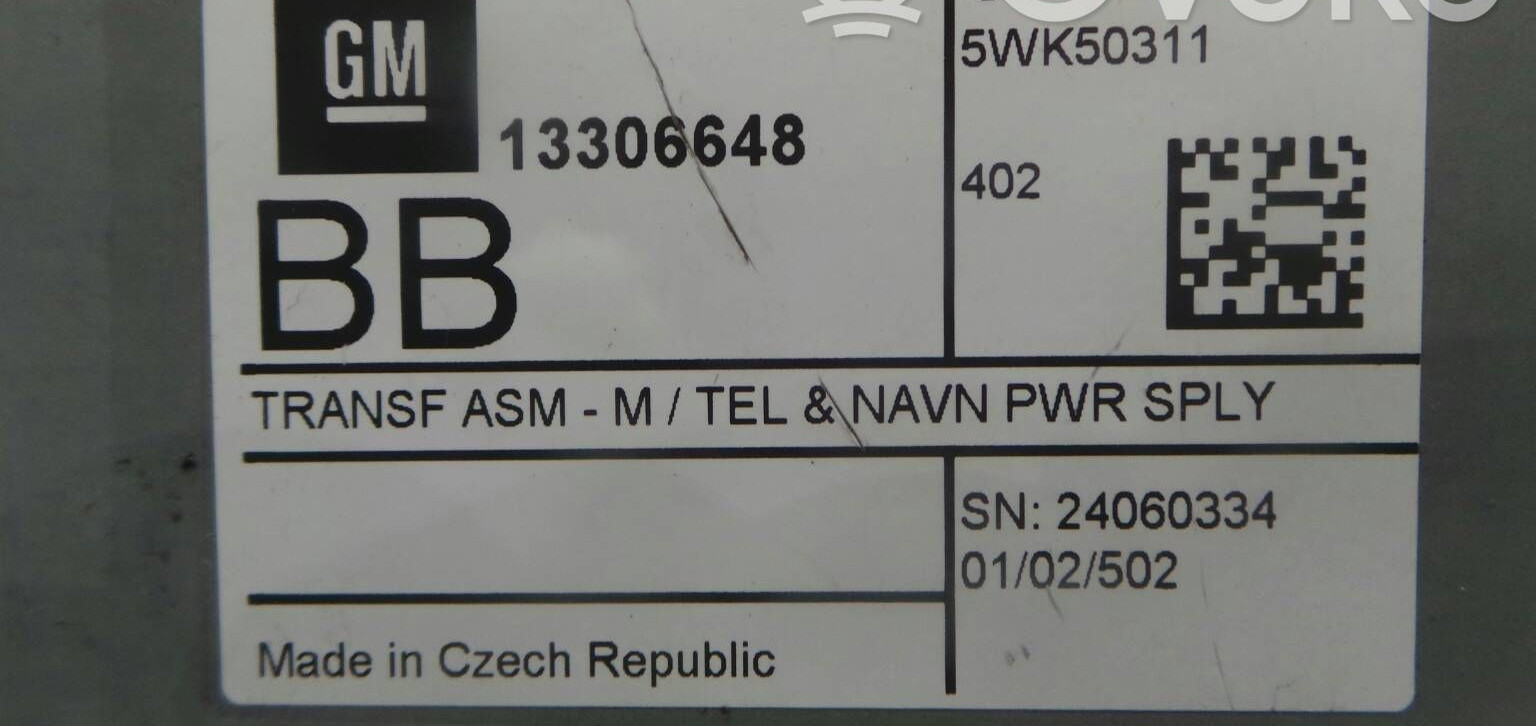 GM
13306648
BB
5WK50311
402
TRANSF ASM - M / TEL & NAVN PWR SPLY
SN: 24060334
01/02/502
Made in Czech Republic